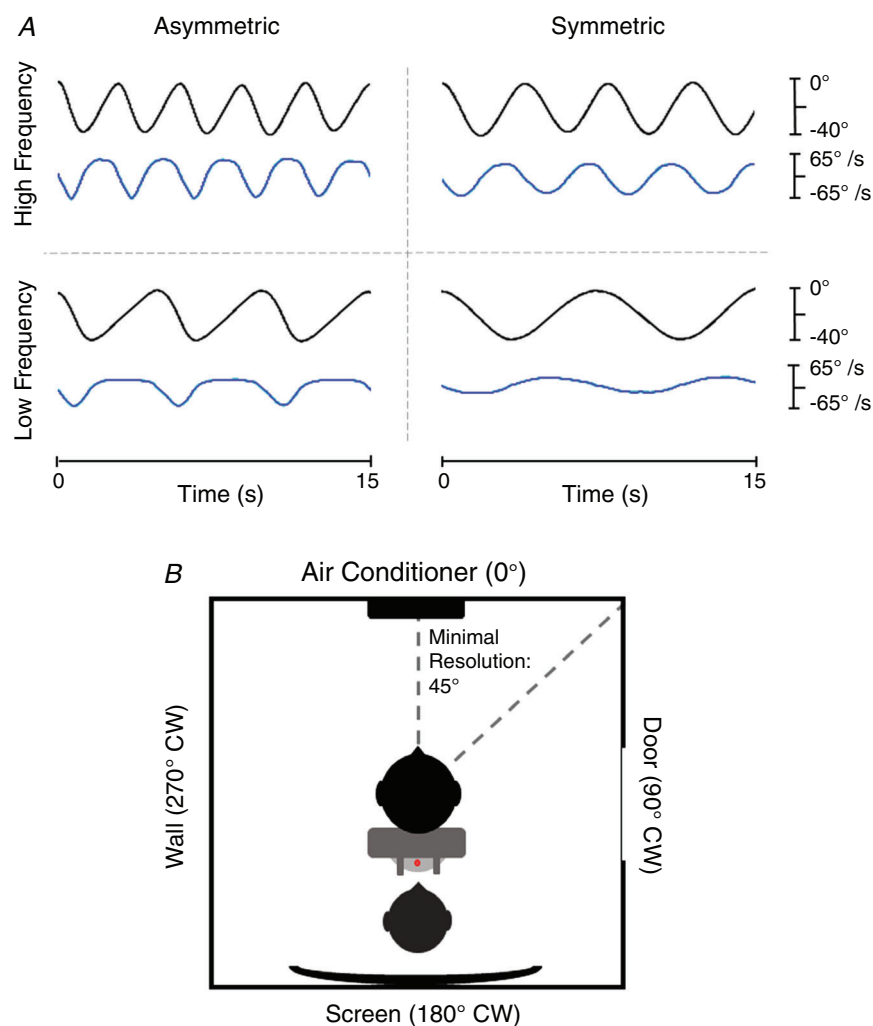 A
Asymmetric
Symmetric
High Frequency
0°
-40°
65° /s
-65° /s
Low Frequency
0°
-40°
65° /s
-65° /s
0
15
Time (s)
0
15
Time (s)
B
Air Conditioner (0°)
Minimal
Resolution:
45°
Wall (270° CW)
Door (90° CW)
Screen (180° CW)